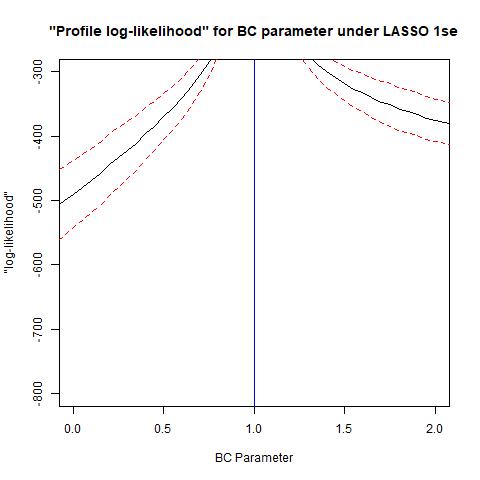 "Profile log-likelihood" for BC parameter under LASSO 1se
-300
-400
-500
-600
-700
-800
"log-likelihood"
0.0 0.5 1.0 1.5 2.0
BC Parameter